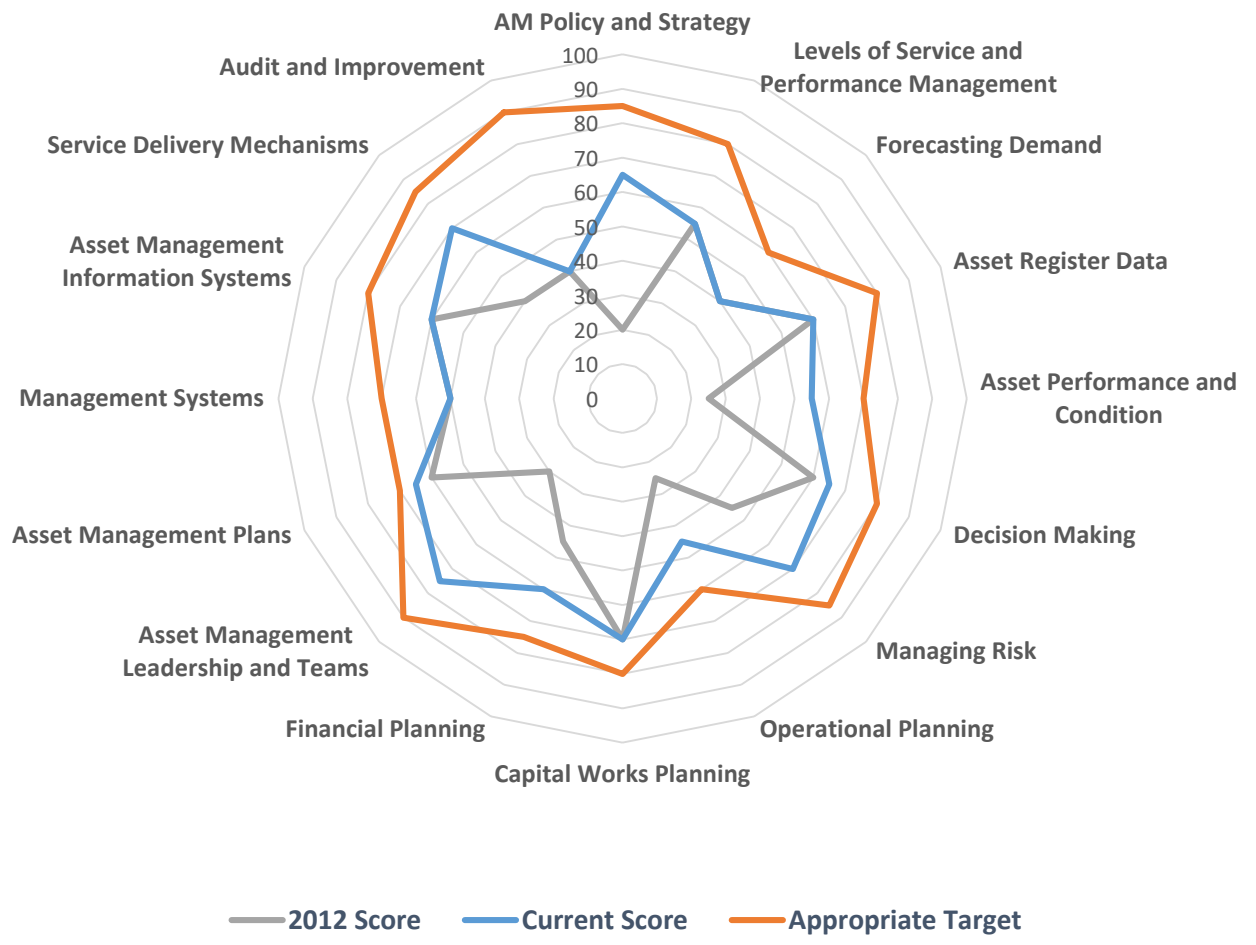 AM Policy and Strategy
Levels of Service and
Performance Management
Forecasting Demand
Asset Register Data
Asset Performance and
Condition
Decision Making
Managing Risk
Operational Planning
Capital Works Planning
Financial Planning
Asset Management
Leadership and Teams
Asset Management Plans
Management Systems
Asset Management
Information Systems
Service Delivery Mechanisms
Audit and Improvement
100
90
80
70
60
50
40
30
20
10
0
2012 Score
Current Score
Appropriate Target